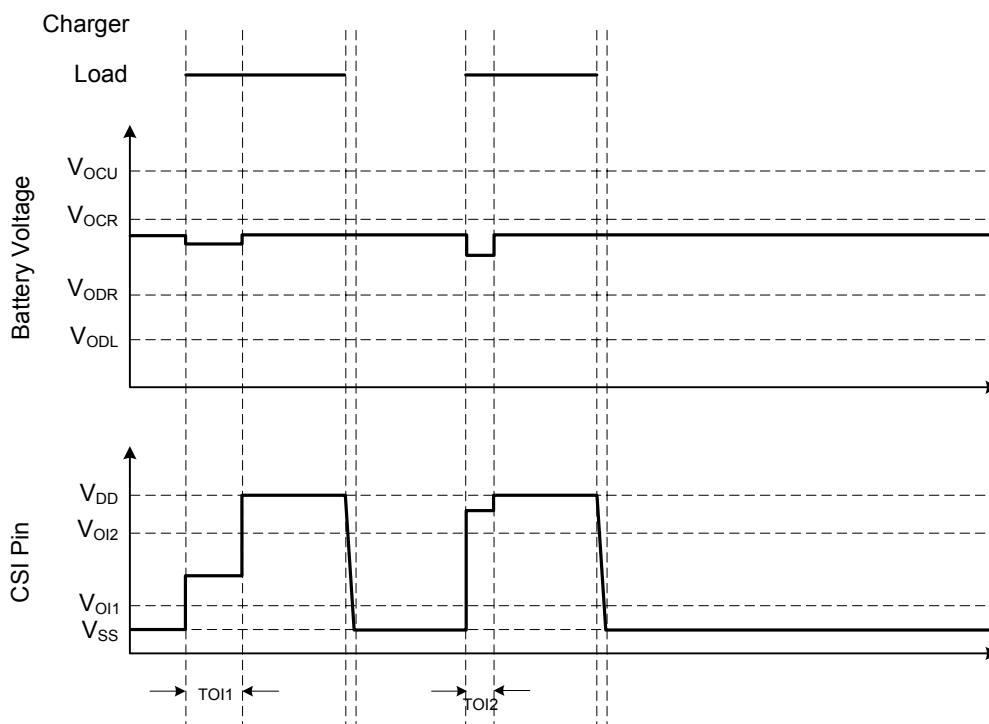 Charger
Load
Battery Voltage
VOCU
VOCR
VODR
VODL
CSI Pin
VDD
VOI2
VOI1
VSS
TOI1
TOI2